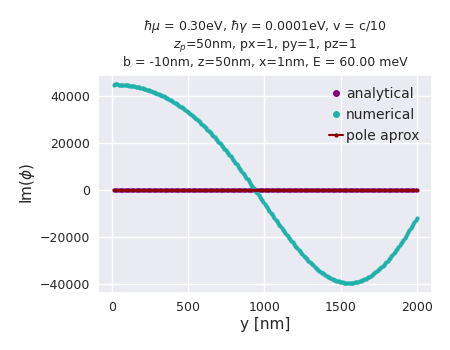 ℏμ = 0.30eV, ℏγ = 0.0001eV, v = c/10
zₚ=50nm, px=1, py=1, pz=1
b = -10nm, z=50nm, x=1nm, E = 60.00 meV
analytical
numerical
pole aprox
40000
20000
0
−20000
−40000
Im(ϕ)
0 500 1000 1500 2000
y [nm]